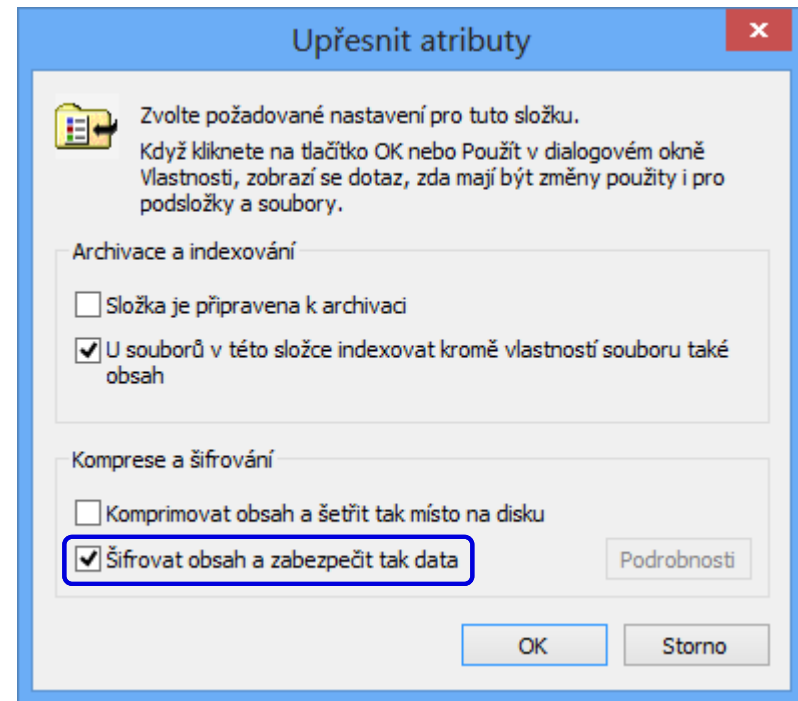 Upřesnit atributy
Zvolte požadované nastavení pro tuto složku.
Když kliknete na tlačítko OK nebo Použít v dialogovém okně
Vlastnosti, zobrazí se dotaz, zda mají být změny použity i pro
podsložky a soubory.
Archivace a indexování
Složka je připravena k archivaci
U souborů v této složce indexovat kromě vlastností souboru také
obsah
Komprese a šifrování
Komprimovat obsah a šetřit tak místo na disku
Šifrovat obsah a zabezpečit tak data
Podrobnosti
OK
Storno